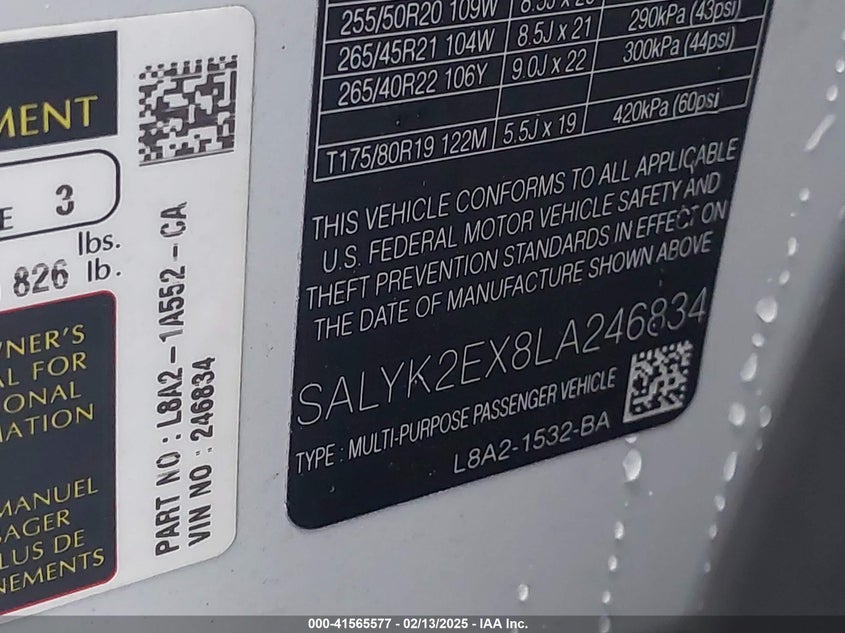 MENT
E 3
lbs.
826 lb.
NER'S
AL FOR
ONAL
MATION
MANUEL
SAGER
LUS DE
NEMENTS
PART NO : L8A2-1A552-CA
VIN NO : 246834
255/50R20 109W 8.5J x 20
265/45R21 104W 8.5J x 21 290kPa (43psi)
265/40R22 106Y 9.0J x 22 300kPa (44psi)
T175/80R19 122M 5.5J x 19 420kPa (60psi
THIS VEHICLE CONFORMS TO ALL APPLICABLE
U.S. FEDERAL MOTOR VEHICLE SAFETY AND
THEFT PREVENTION STANDARDS IN EFFECT ON
THE DATE OF MANUFACTURE SHOWN ABOVE
SALYK2EX8LA246834
TYPE : MULTI-PURPOSE PASSENGER VEHICLE
L8A2-1532-BA
000-41565577 - 02/13/2025 - IAA Inc.